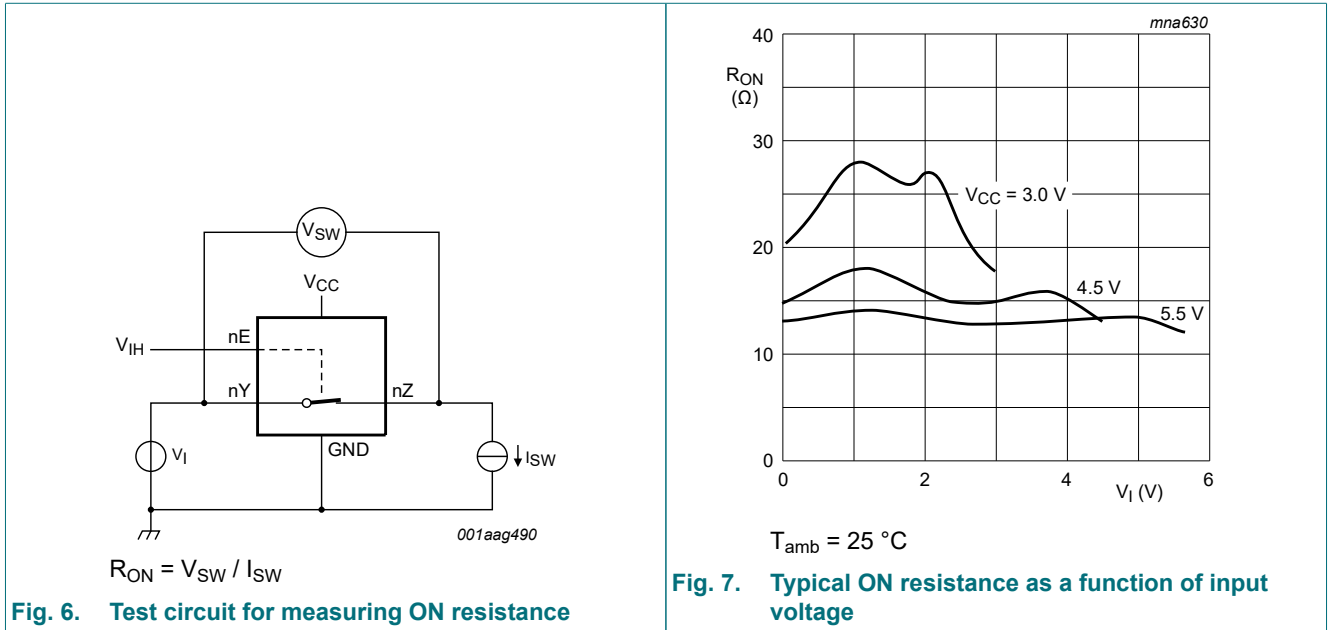 VSW
VCC
VIH
nE
nY
nZ
VI
GND
ISW
001aag490
RON = VSW / ISW
Fig. 6. Test circuit for measuring ON resistance
mna630
40
RON
(Ω)
30
VCC = 3.0 V
20
4.5 V
5.5 V
10
0
0 2 4 6
VI (V)
Tamb = 25 °C
Fig. 7. Typical ON resistance as a function of input
voltage